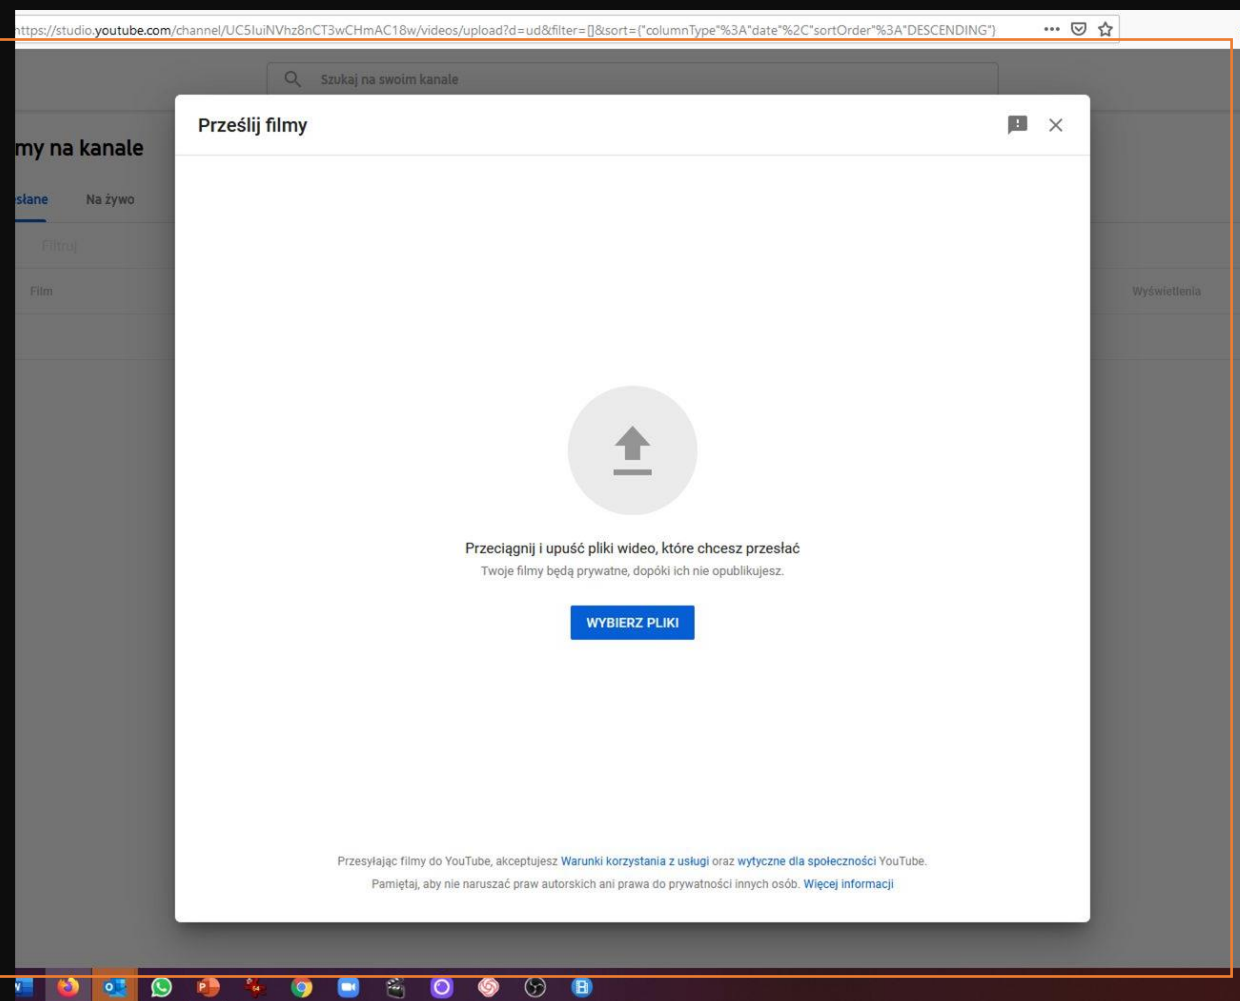 https://studio.youtube.com/channel/UC5IuiNVhz8nCT3wCHmAC18w/videos/upload?d=ud&filter=[]&sort={"columnType"%3A"date"%2C"sortOrder"%3A"DESCENDING"}
Szukaj na swoim kanale
Prześlij filmy
my na kanale
słane Na żywo
Filtruj
Film Wyświetlenia
Przeciągnij i upuść pliki wideo, które chcesz przesłać
Twoje filmy będą prywatne, dopóki ich nie opublikujesz.
WYBIERZ PLIKI
Przesyłając filmy do YouTube, akceptujesz Warunki korzystania z usługi oraz wytyczne dla społeczności YouTube.
Pamiętaj, aby nie naruszać praw autorskich ani prawa do prywatności innych osób. Więcej informacji